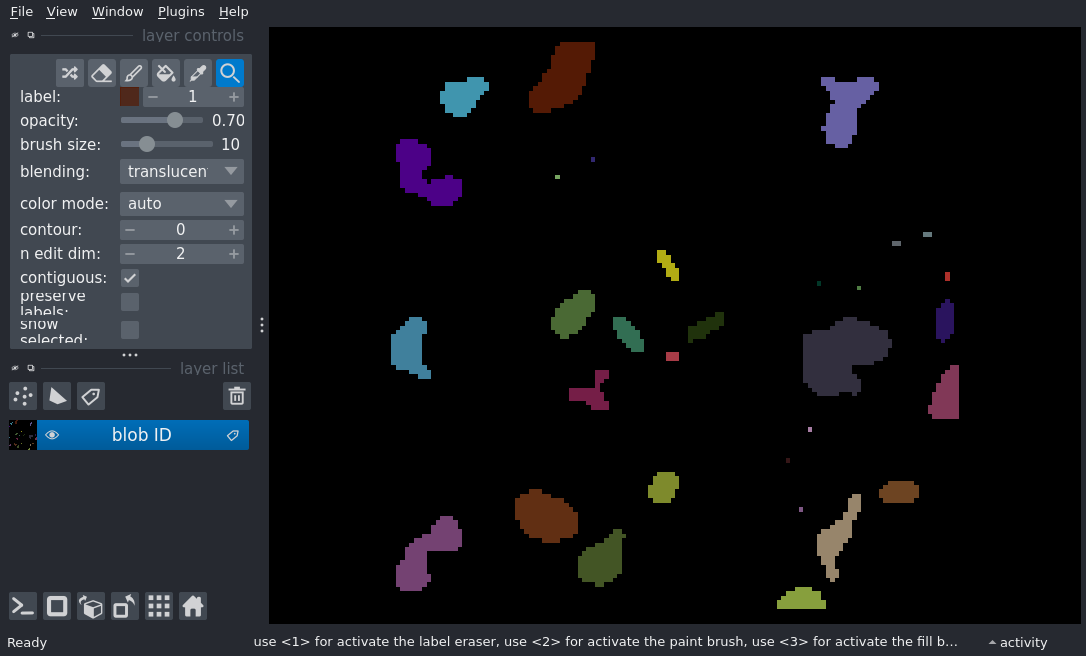 File View Window Plugins Help
layer controls
label: 1
opacity: 0.70
brush size: 10
blending: translucen
color mode: auto
contour: 0
n edit dim: 2
contiguous:
preserve
labels:
show
selected:
layer list
blob ID
Ready use <1> for activate the label eraser, use <2> for activate the paint brush, use <3> for activate the fill b... activity